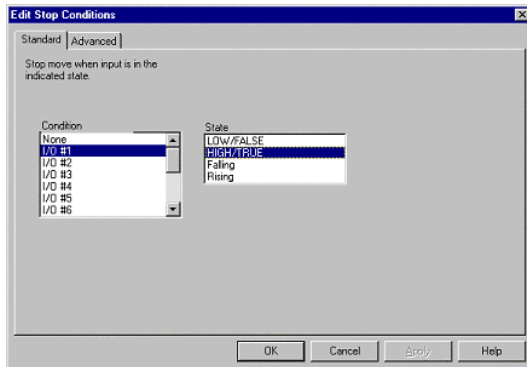 Edit Stop Conditions
Standard
Advanced
Stop move when input is in the
indicated state.
Condition
None
I/O #1
I/O #2
I/O #3
I/O #4
I/O #5
I/O #6
State
LOW/FALSE
HIGH/TRUE
Falling
Rising
OK
Cancel
Apply
Help